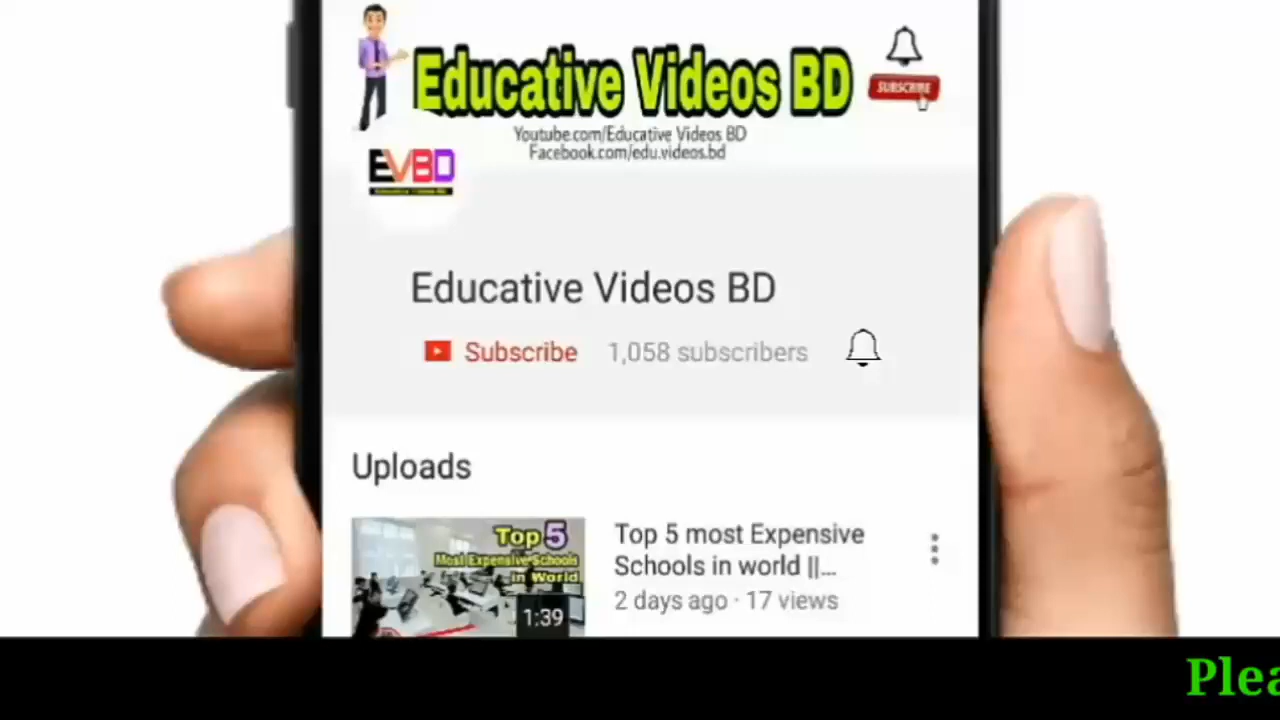 Educative Videos BD
SUBSCRIBE
Youtube.com/Educative Videos BD
Facebook.com/edu.videos.bd
EVBD
Educative Videos BD
Subscribe 1,058 subscribers
Uploads
Top 5
Most Expensive Schools
in World
1:39
Top 5 most Expensive
Schools in world ||...
2 days ago · 17 views
Plea